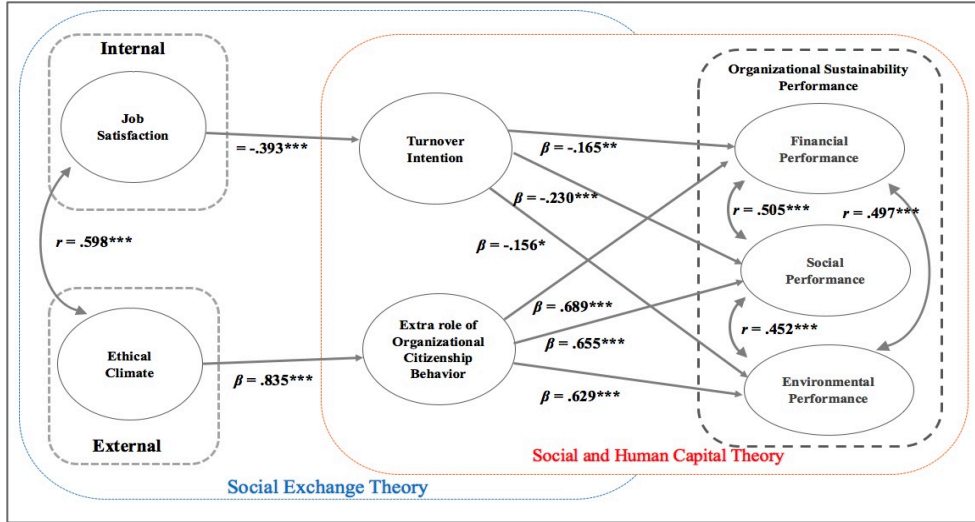 Internal
Job
Satisfaction
= -.393***
r = .598***
Ethical
Climate
External
β = .835***
Turnover
Intention
Extra role of
Organizational
Citizenship
Behavior
β = -.165**
β = -.230***
β = -.156*
β = .689***
β = .655***
β = .629***
Organizational Sustainability
Performance
Financial
Performance
r = .505***
r = .497***
Social
Performance
r = .452***
Environmental
Performance
Social and Human Capital Theory
Social Exchange Theory